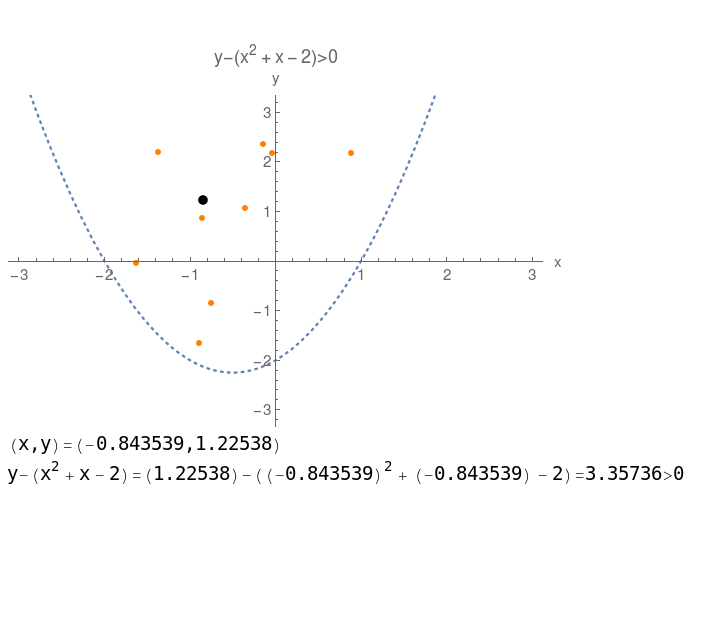 y−(x² + x − 2)>0
y
3
2
1
−3 −2 −1 1 2 3 x
−1
−2
−3
(x,y)=(−0.843539,1.22538)
y−(x² + x − 2)=(1.22538)−((−0.843539)² + (−0.843539) − 2)=3.35736>0